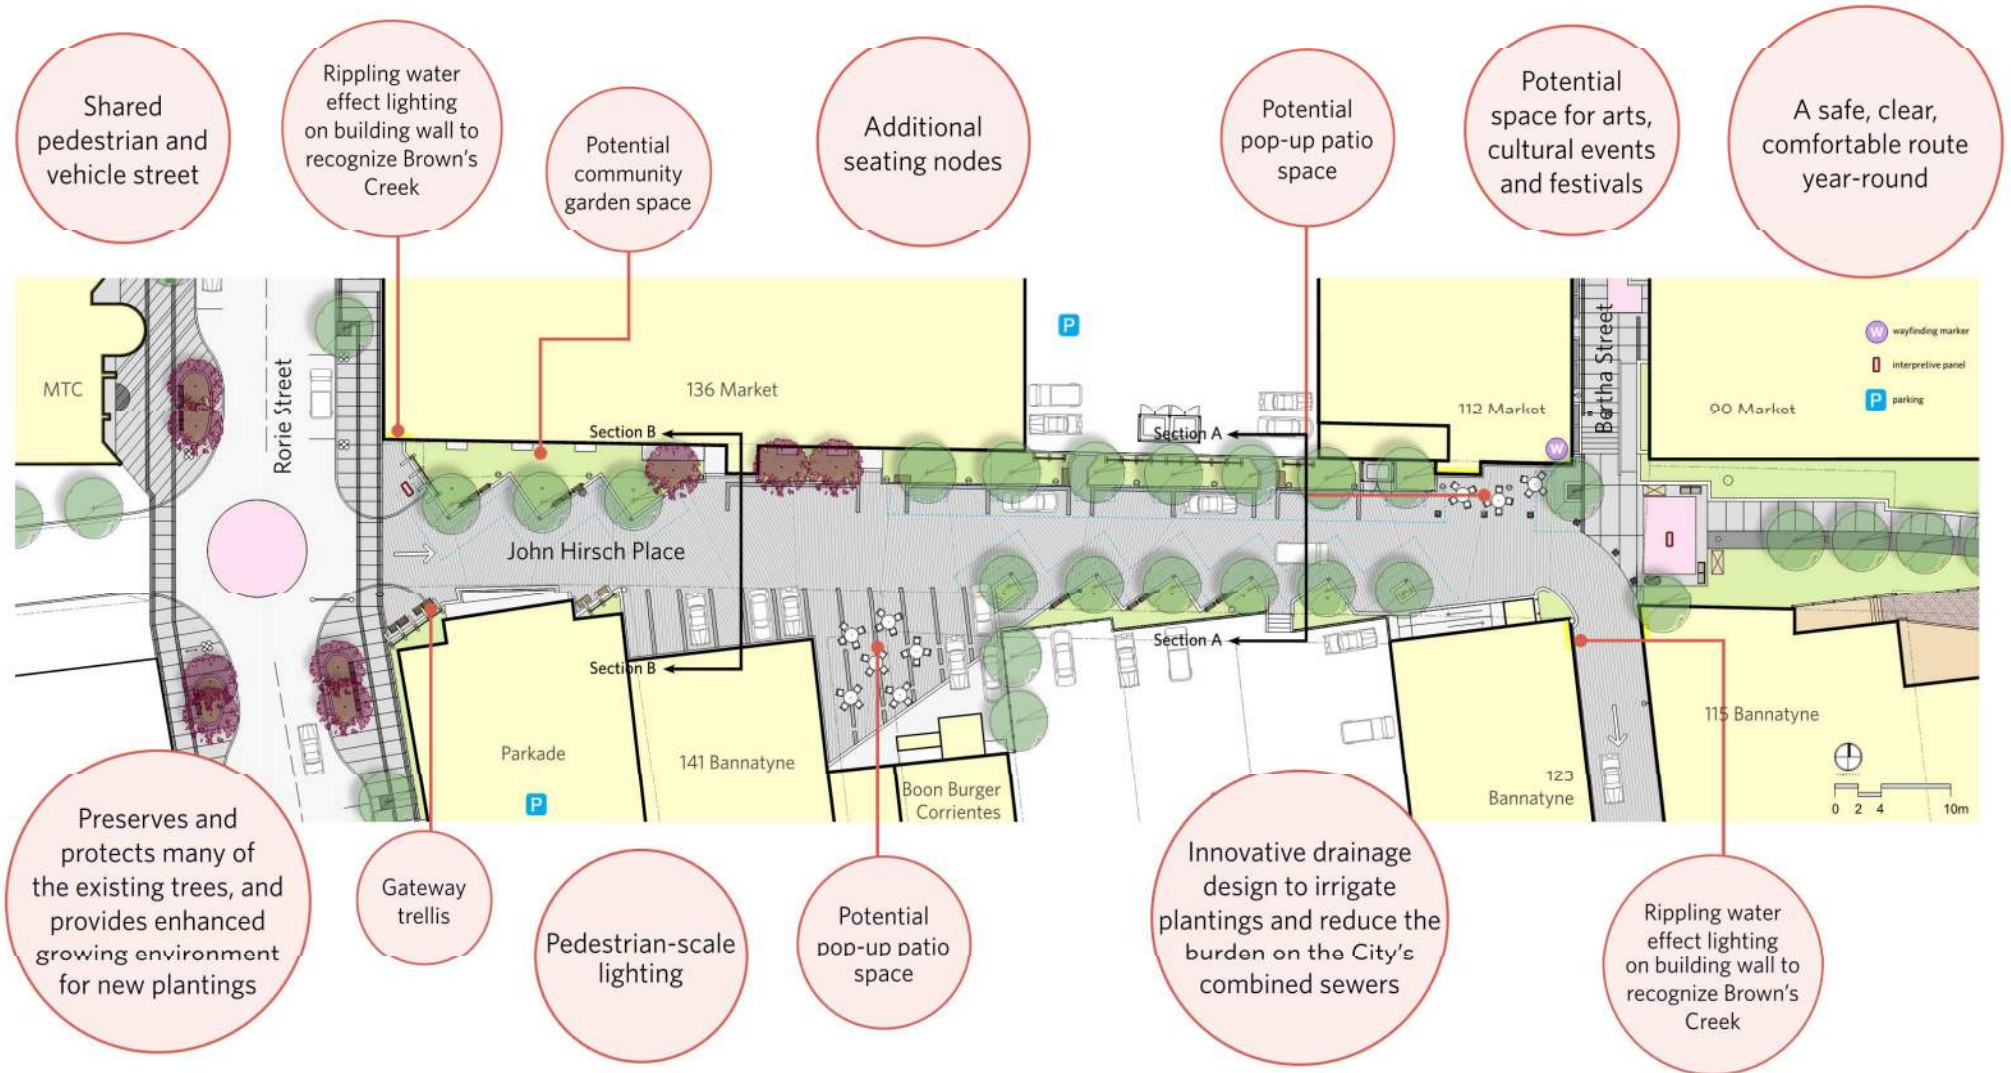 Shared
pedestrian and
vehicle street
Rippling water
effect lighting
on building wall to
recognize Brown's
Creek
Potential
community
garden space
Additional
seating nodes
Potential
pop-up patio
space
Potential
space for arts,
cultural events
and festivals
A safe, clear,
comfortable route
year-round
MTC
Rorie Street
136 Market
P
Section B
Section A
112 Market
W
Botha Street
90 Market
W wayfinding marker
interpretive panel
P parking
John Hirsch Place
Section B
Section A
Parkade
P
141 Bannatyne
Boon Burger
Corrientes
123
Bannatyne
115 Bannatyne
0 2 4 10m
Preserves and
protects many of
the existing trees, and
provides enhanced
growing environment
for new plantings
Gateway
trellis
Pedestrian-scale
lighting
Potential
pop-up patio
space
Innovative drainage
design to irrigate
plantings and reduce the
burden on the City's
combined sewers
Rippling water
effect lighting
on building wall to
recognize Brown's
Creek